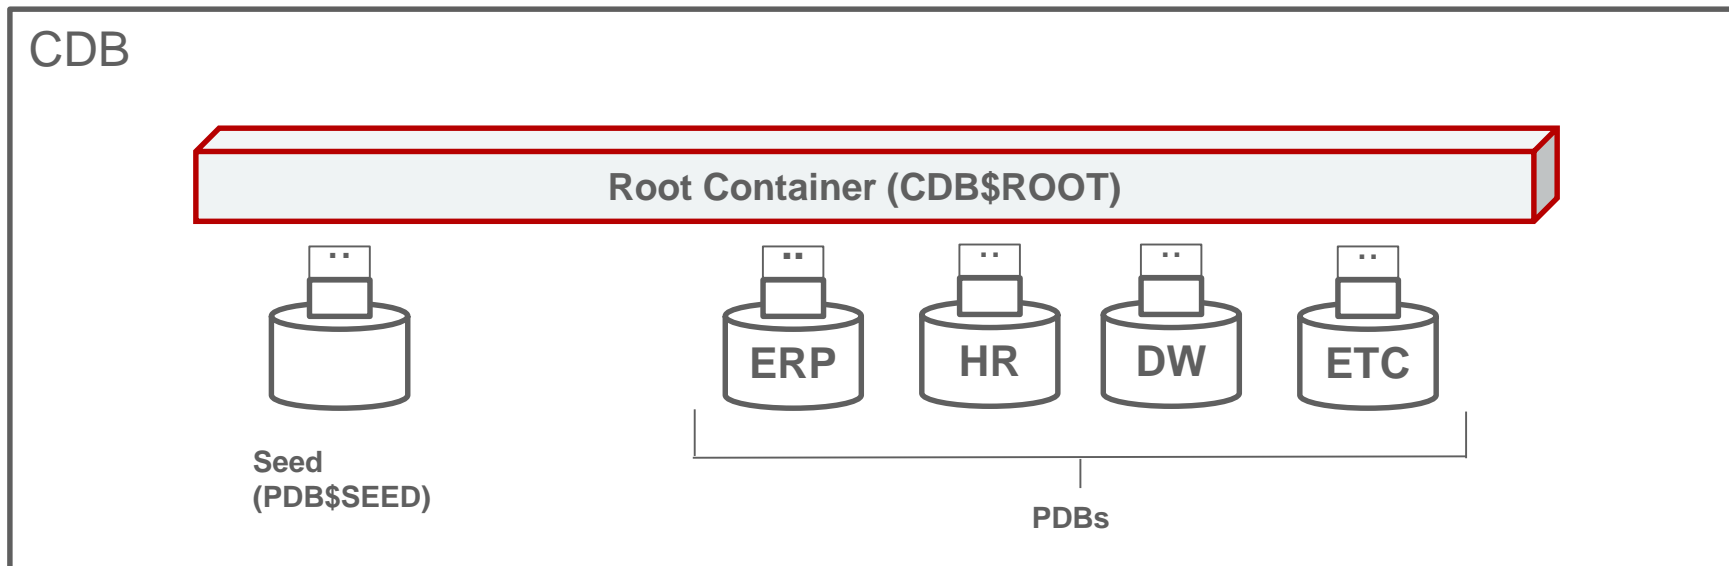 CDB
Root Container (CDB$ROOT)
ERP
HR
DW
ETC
Seed
(PDB$SEED)
PDBs